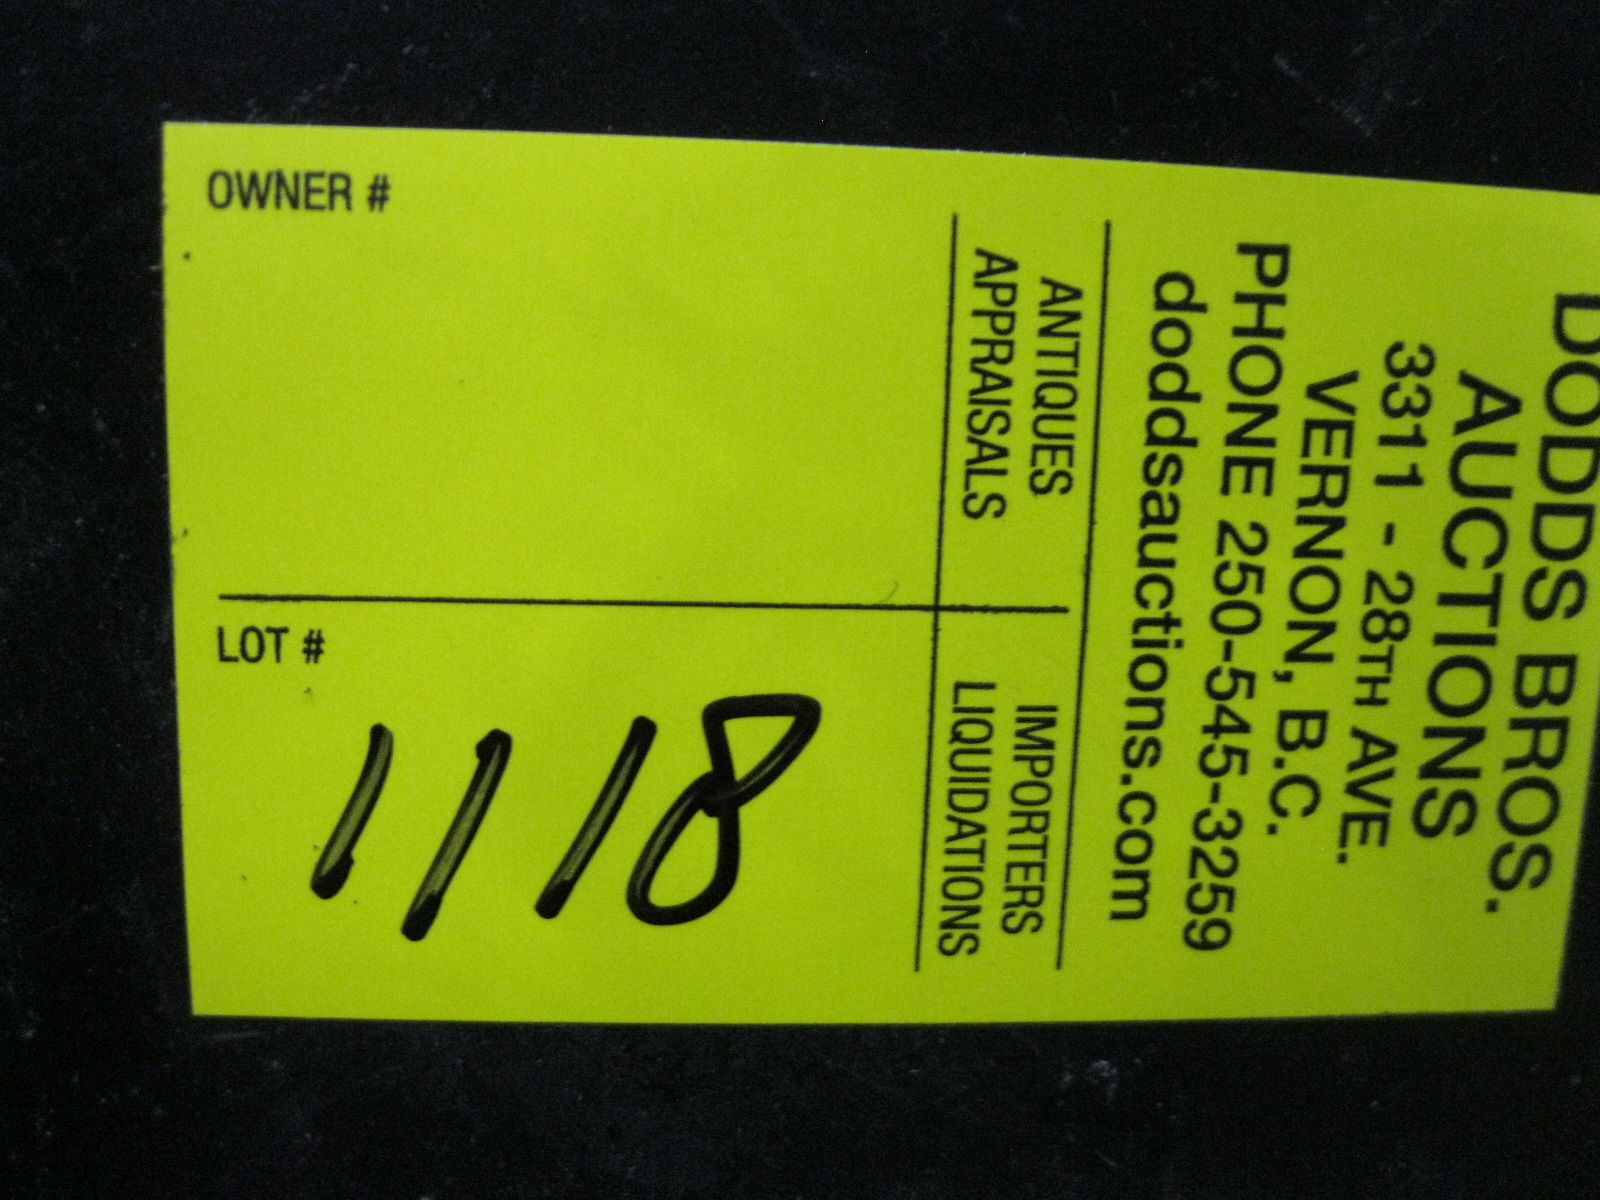 DODDS BROS.
AUCTIONS
3311 - 28TH AVE.
VERNON, B.C.
PHONE 250-545-3259
doddsauctions.com
ANTIQUES
APPRAISALS
IMPORTERS
LIQUIDATIONS
OWNER #
LOT #
1118